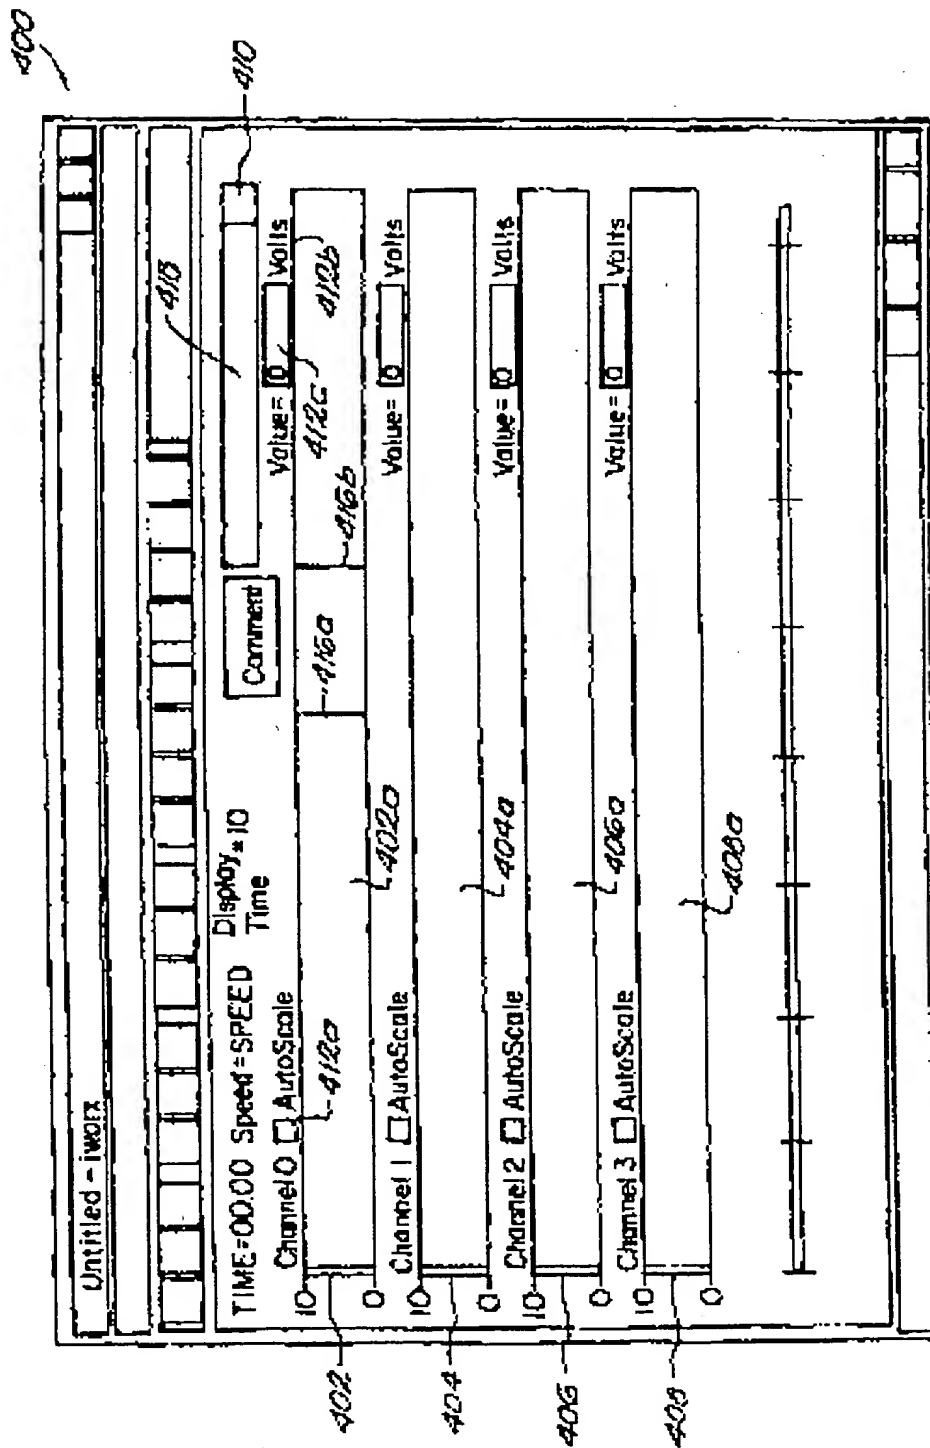 400
Untitled - iworx
410
418
TIME=00.00 Speed=SPEED Display Time =10 Comment
Channel 0 AutoScale Value= 0 Volts
412a
412c
412b
10
0
416a
416b
402
402a
Channel 1 AutoScale Value= 0 Volts
10
0
404
404a
Channel 2 AutoScale Value= 0 Volts
10
0
406
406a
Channel 3 AutoScale Value= 0 Volts
10
0
408
408a